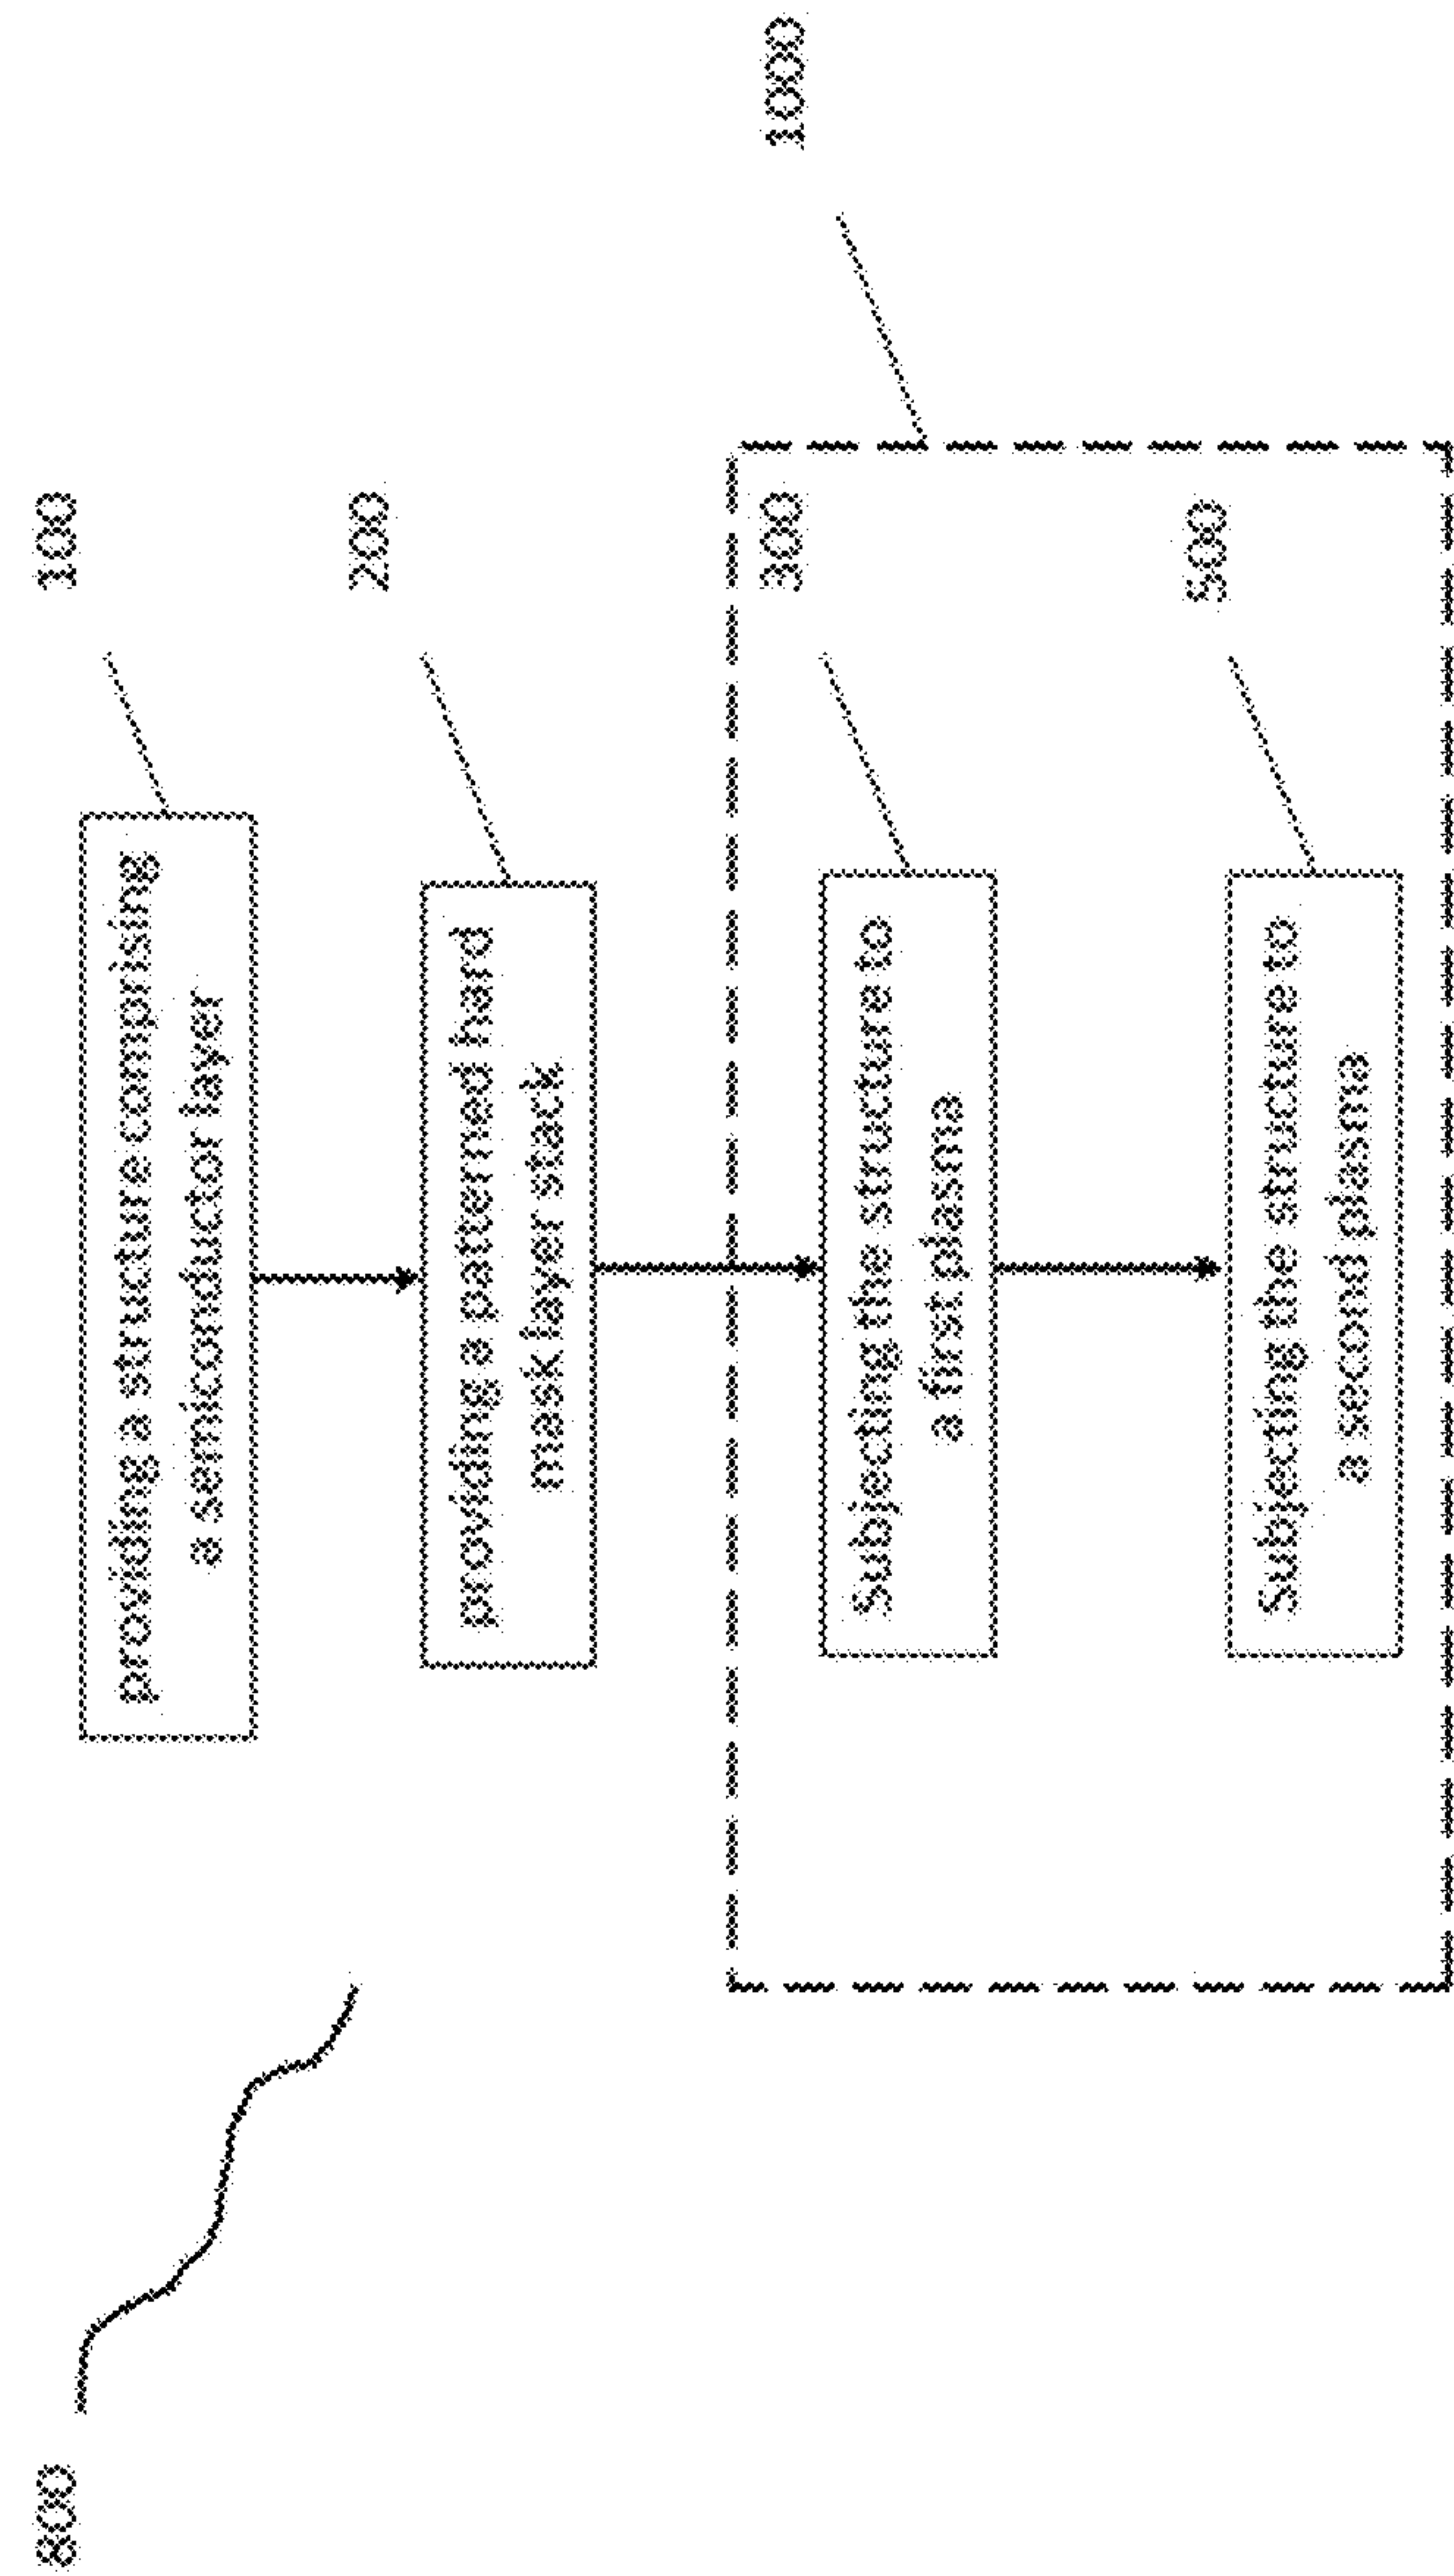 800
100
providing a structure comprising
a semiconductor layer
200
providing a patterned hard
mask layer stack
1000
300
Subjecting the structure to
a first plasma
500
Subjecting the structure to
a second plasma